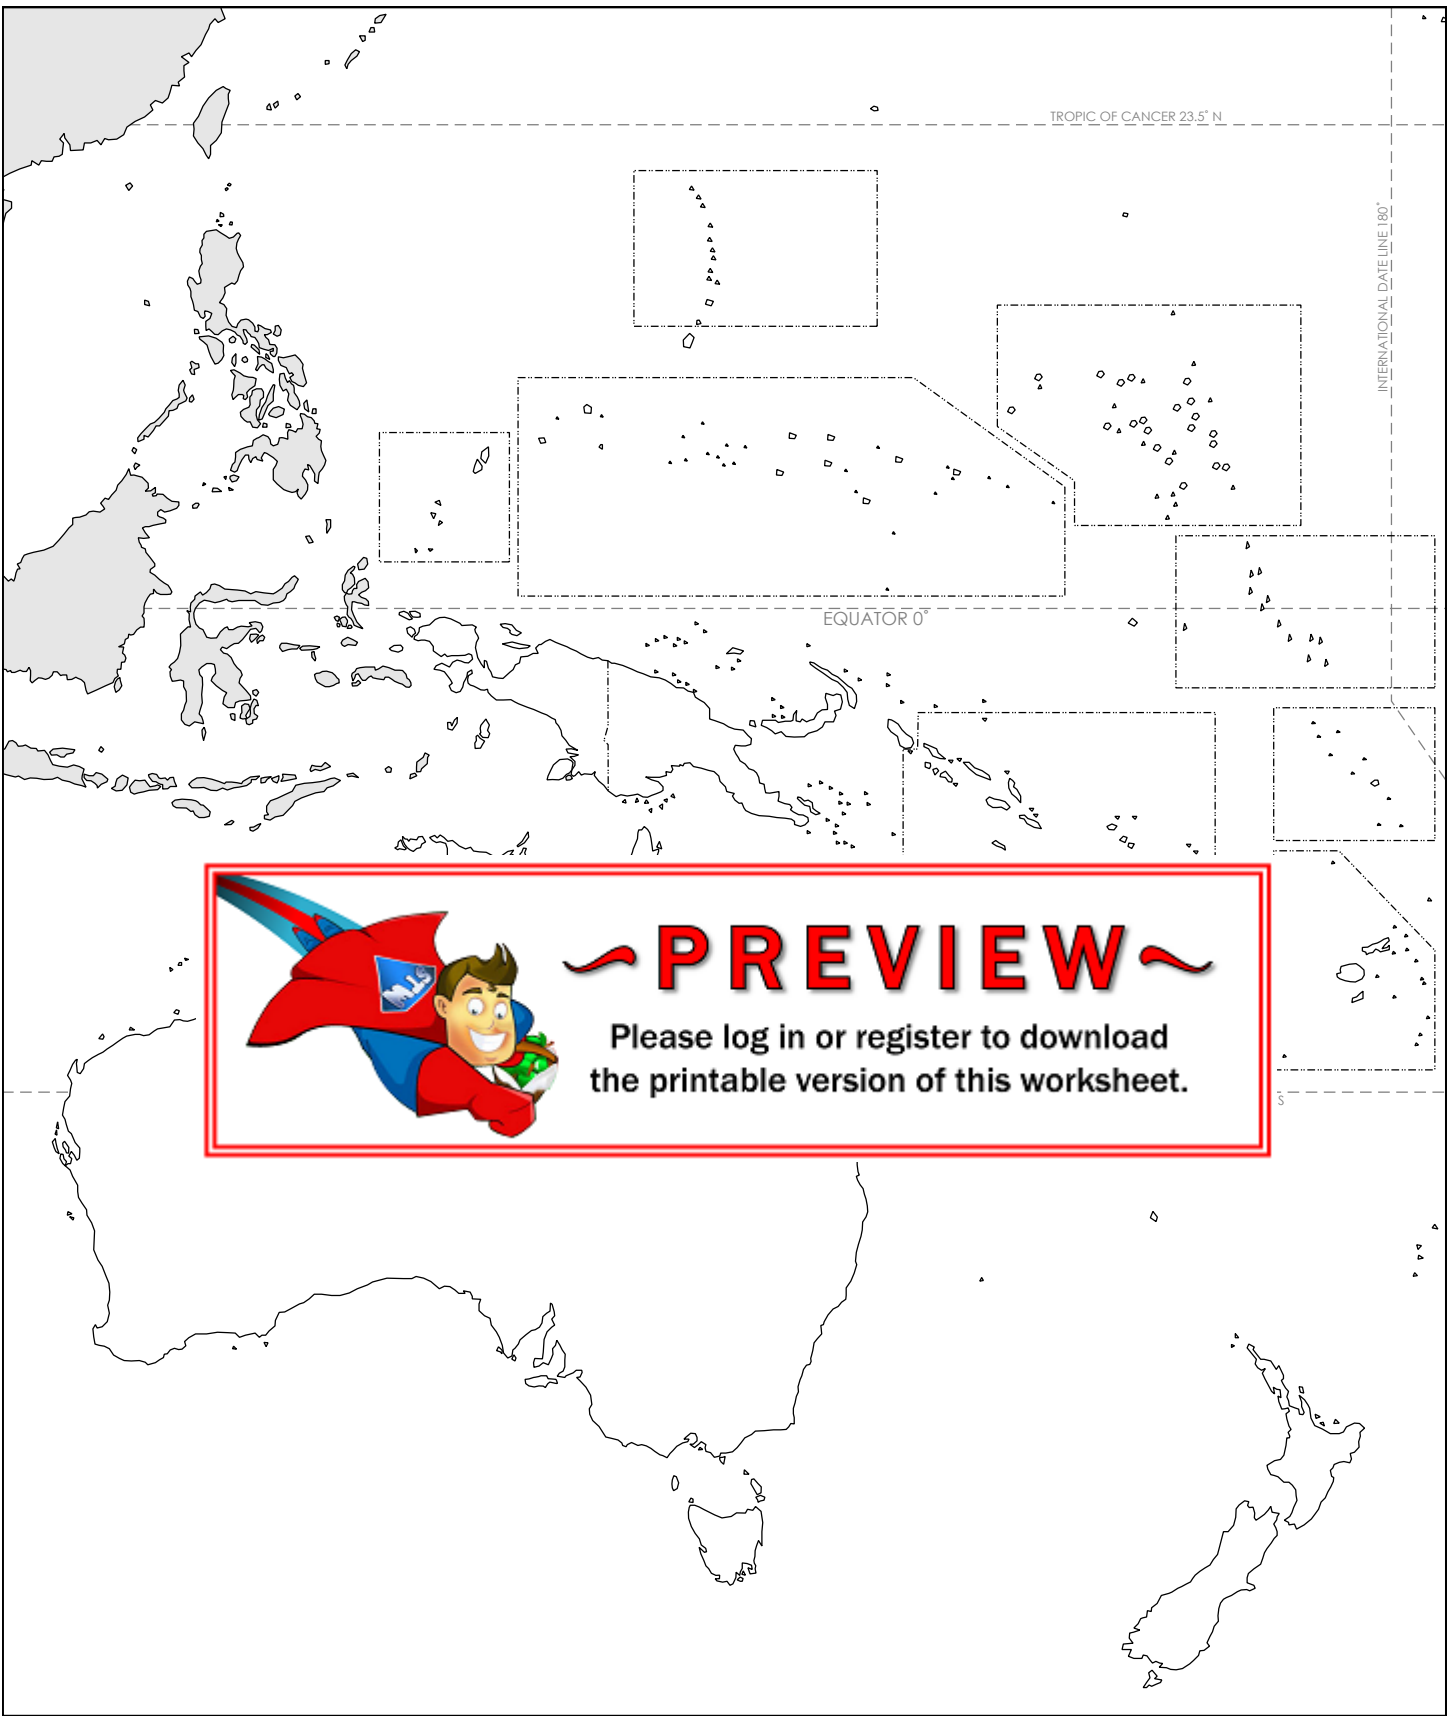 TROPIC OF CANCER 23.5° N
INTERNATIONAL DATE LINE 180°
EQUATOR 0°
STW
PREVIEW
Please log in or register to download
the printable version of this worksheet.
S